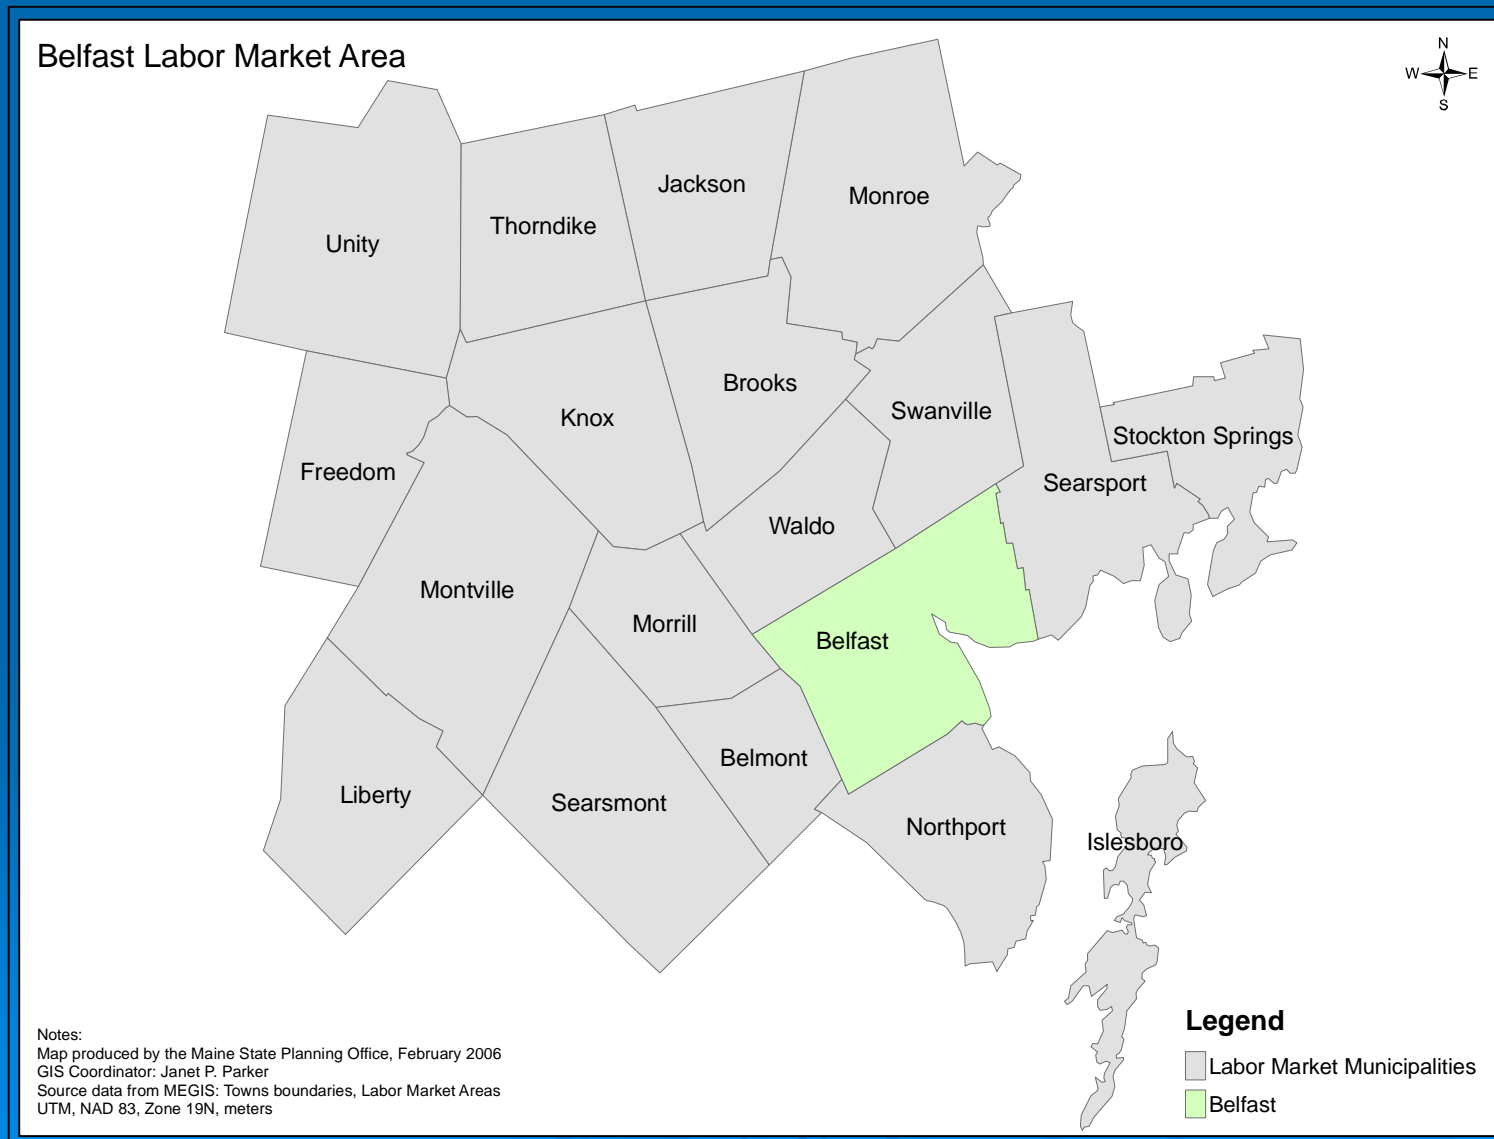 Belfast Labor Market Area
N
W E
S
Jackson
Monroe
Thorndike
Unity
Brooks
Swanville
Knox
Stockton Springs
Freedom
Searsport
Waldo
Montville
Morrill
Belfast
Belmont
Liberty
Searsmont
Northport
Islesboro
Legend
Labor Market Municipalities
Belfast
Notes:
Map produced by the Maine State Planning Office, February 2006
GIS Coordinator: Janet P. Parker
Source data from MEGIS: Towns boundaries, Labor Market Areas
UTM, NAD 83, Zone 19N, meters